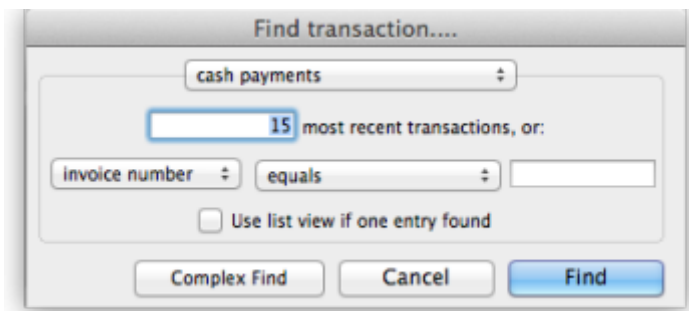 Find transaction....
cash payments
15 most recent transactions, or:
invoice number equals
Use list view if one entry found
Complex Find Cancel Find